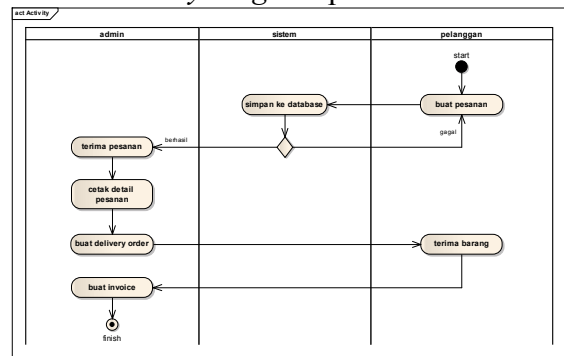 act Activity
admin
sistem
pelanggan
start
simpan ke database
buat pesanan
gagal
berhasil
terima pesanan
cetak detail
pesanan
buat delivery order
terima barang
buat invoice
finish